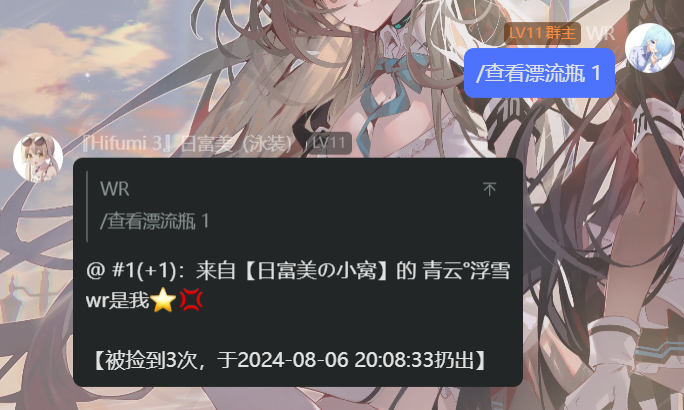 LV11 群主 WR
/查看漂流瓶 1
『Hifumi 3』日富美（泳装） LV11
WR
/查看漂流瓶 1
@ #1(+1)：来自【日富美の小窝】的 青云°浮雪
wr是我⭐💢
【被捡到3次，于2024-08-06 20:08:33扔出】